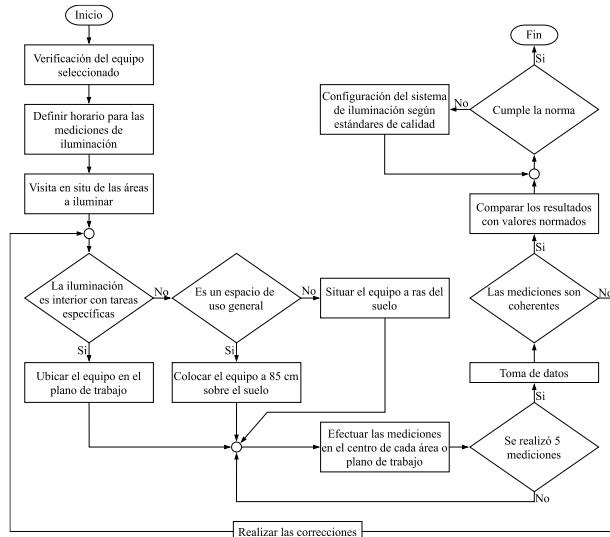 Inicio
Verificación del equipo
seleccionado
Definir horario para las
mediciones de
iluminación
Visita en situ de las áreas
a iluminar
La iluminación
es interior con tareas
específicas
No
Si
Es un espacio de
uso general
No
Si
Situar el equipo a ras del
suelo
Ubicar el equipo en el
plano de trabajo
Colocar el equipo a 85 cm
sobre el suelo
Efectuar las mediciones
en el centro de cada área o
plano de trabajo
Se realizó 5
mediciones
Si
No
Toma de datos
Las mediciones son
coherentes
Si
No
Realizar las correcciones
Comparar los resultados
con valores normados
Cumple la norma
No
Si
Configuración del sistema
de iluminación según
estándares de calidad
Fin